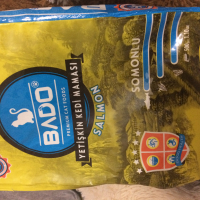 BADO
PREMIUM CAT FOODS
YETİŞKİN KEDİ MAMASI
SALMON
SOMONLU